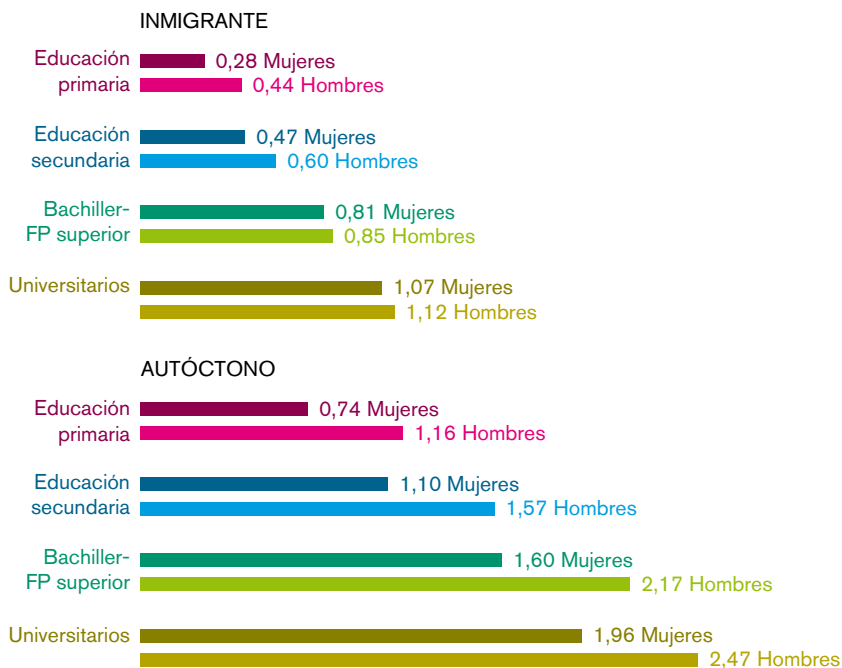 INMIGRANTE
Educación
primaria
0,28 Mujeres
0,44 Hombres
Educación
secundaria
0,47 Mujeres
0,60 Hombres
Bachiller-
FP superior
0,81 Mujeres
0,85 Hombres
Universitarios
1,07 Mujeres
1,12 Hombres
AUTÓCTONO
Educación
primaria
0,74 Mujeres
1,16 Hombres
Educación
secundaria
1,10 Mujeres
1,57 Hombres
Bachiller-
FP superior
1,60 Mujeres
2,17 Hombres
Universitarios
1,96 Mujeres
2,47 Hombres